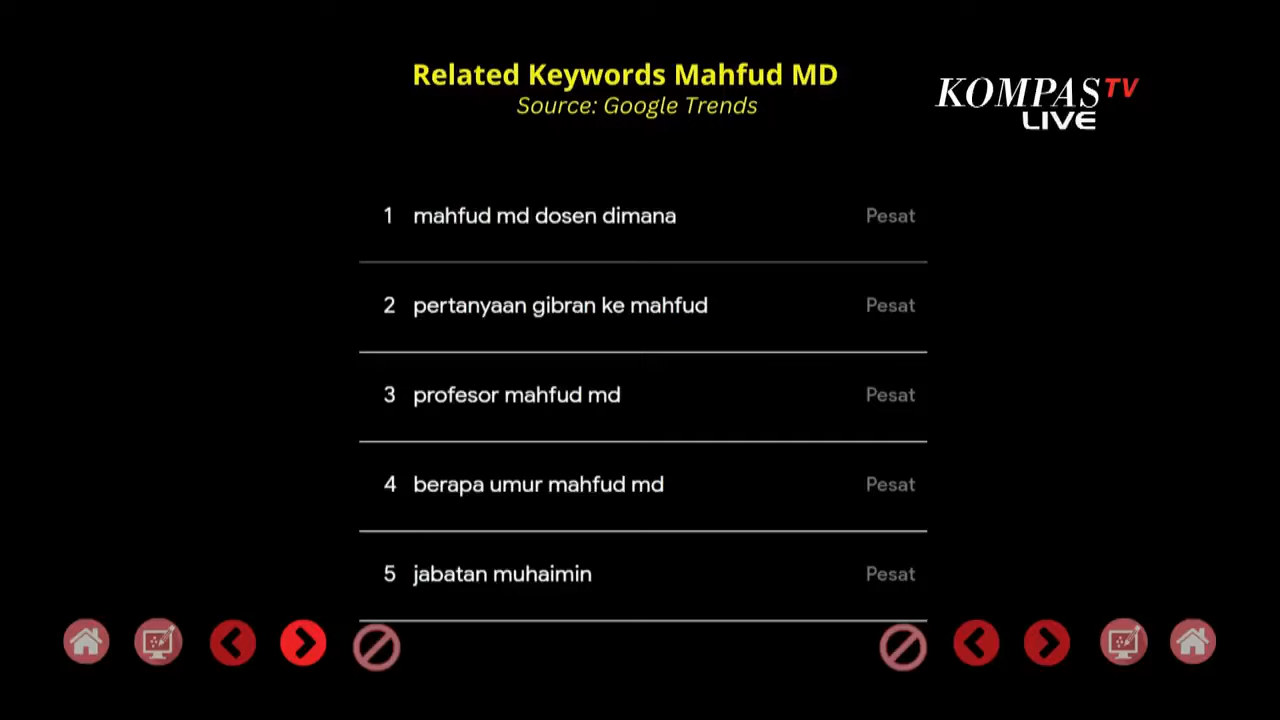 Related Keywords Mahfud MD
Source: Google Trends
KOMPAS TV
LIVE
1 mahfud md dosen dimana Pesat
2 pertanyaan gibran ke mahfud Pesat
3 profesor mahfud md Pesat
4 berapa umur mahfud md Pesat
5 jabatan muhaimin Pesat